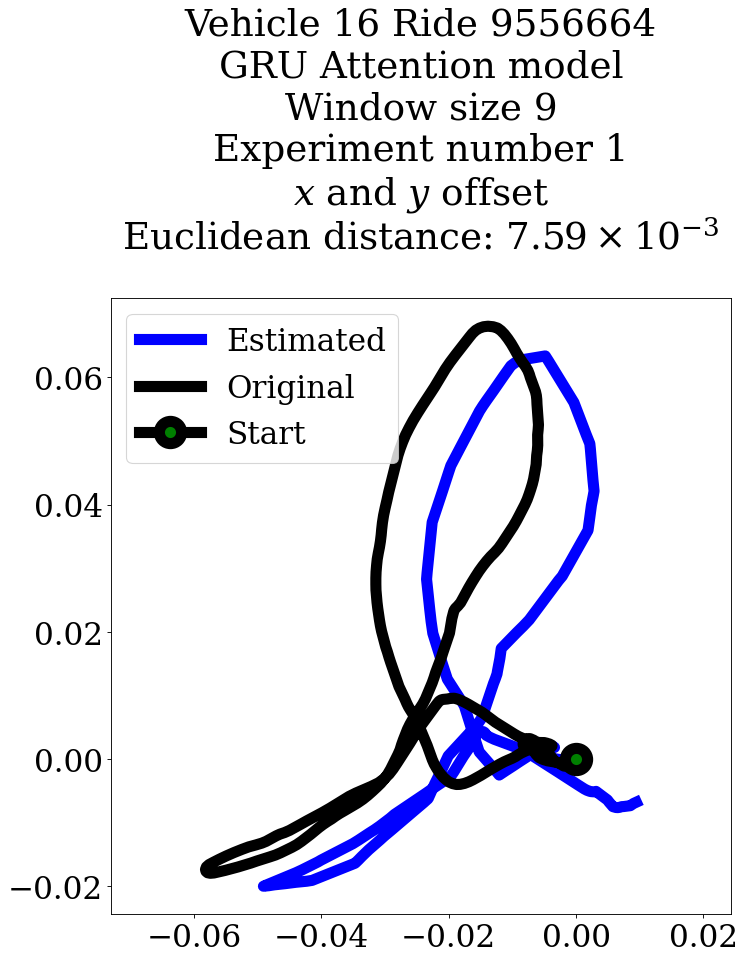 Vehicle 16 Ride 9556664
GRU Attention model
Window size 9
Experiment number 1
x and y offset
Euclidean distance: 7.59 × 10⁻³
Estimated
Original
Start
0.06
0.04
0.02
0.00
−0.02
−0.06 −0.04 −0.02 0.00 0.02